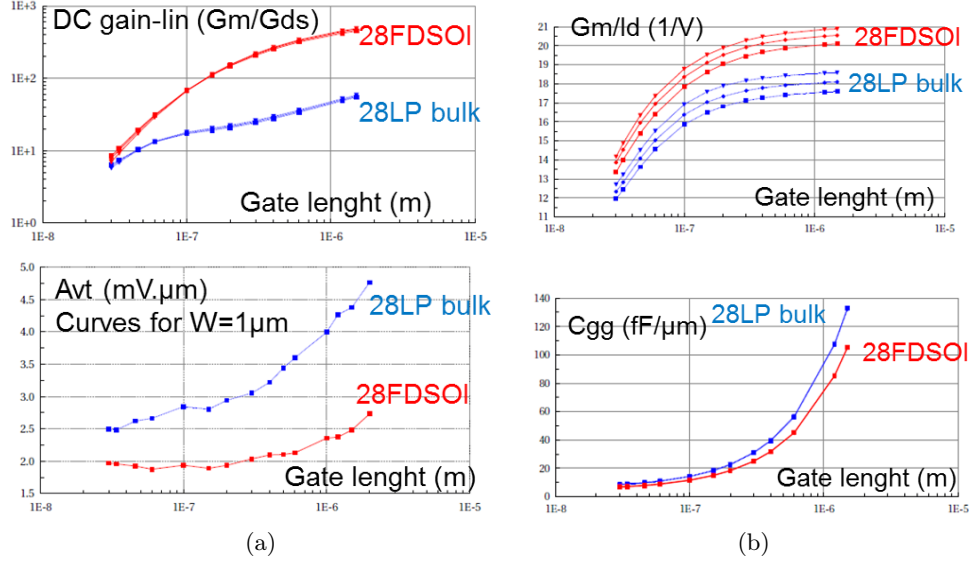 DC gain-lin (Gm/Gds)
1E+3
28FDSOI
1E+2
28LP bulk
1E+1
Gate lenght (m)
1E+0
1E-8
1E-7
1E-6
1E-5
Gm/Id (1/V)
21
20
19
18
17
16
15
14
13
12
11
28FDSOI
28LP bulk
Gate lenght (m)
1E-8
1E-7
1E-6
1E-5
5.0
4.5
4.0
3.5
3.0
2.5
2.0
1.5
Avt (mV.µm)
Curves for W=1µm
28LP bulk
28FDSOI
Gate lenght (m)
1E-8
1E-7
1E-6
1E-5
140
120
100
80
60
40
20
0
Cgg (fF/µm)
28LP bulk
28FDSOI
Gate lenght (m)
1E-8
1E-7
1E-6
1E-5
(a)
(b)